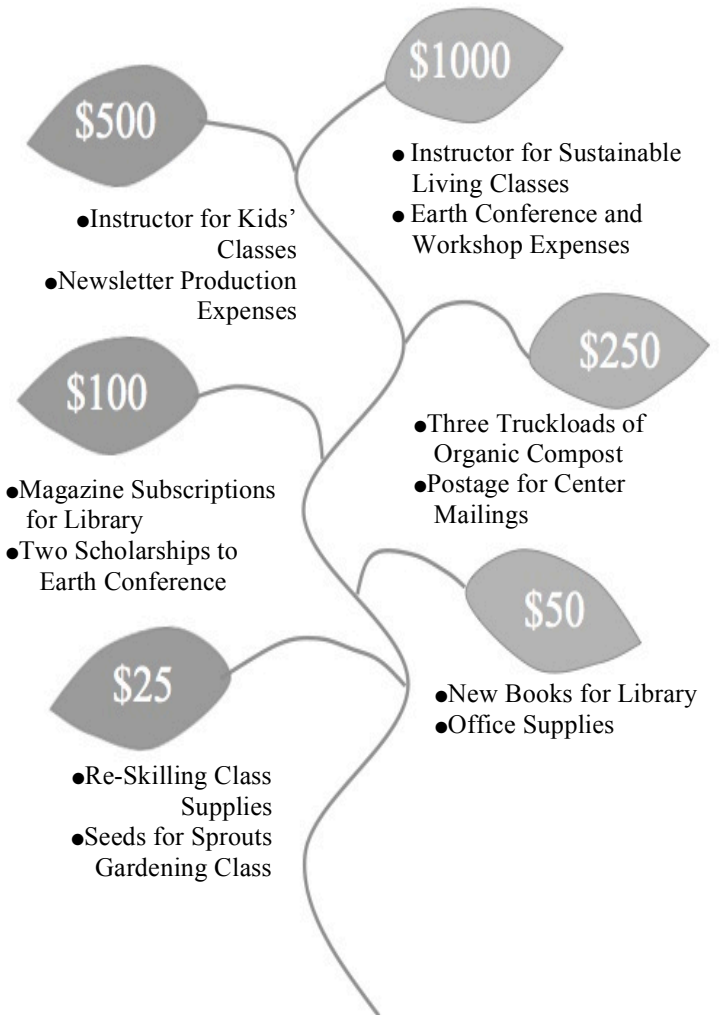 $1000
● Instructor for Sustainable
Living Classes
● Earth Conference and
Workshop Expenses
$500
●Instructor for Kids’
Classes
●Newsletter Production
Expenses
$250
●Three Truckloads of
Organic Compost
●Postage for Center
Mailings
$100
●Magazine Subscriptions
for Library
●Two Scholarships to
Earth Conference
$50
●New Books for Library
●Office Supplies
$25
●Re-Skilling Class
Supplies
●Seeds for Sprouts
Gardening Class